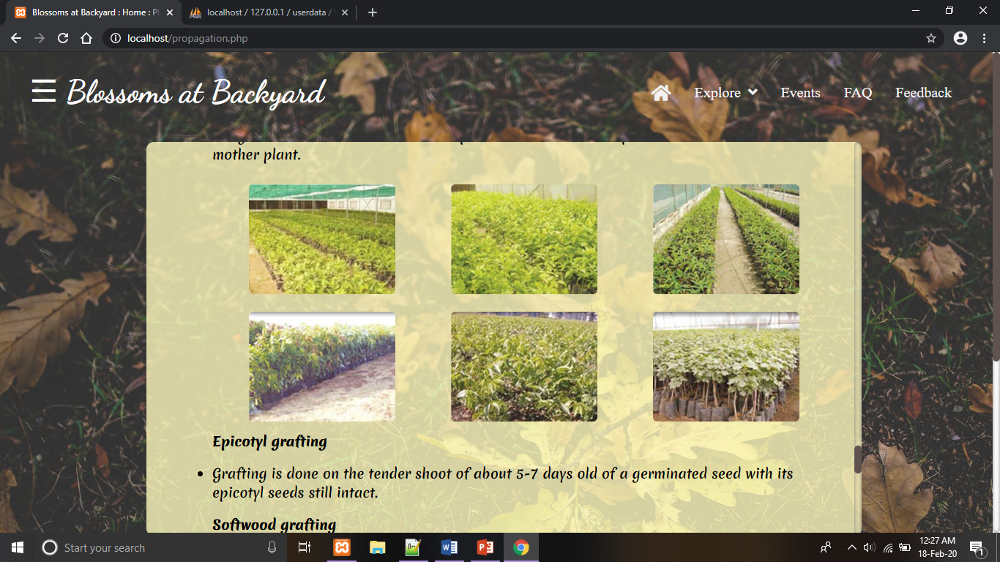 Blossoms at Backyard : Home : Pl
localhost / 127.0.0.1 / userdata /
localhost/propagation.php
Blossoms at Backyard
Explore
Events
FAQ
Feedback
mother plant.
Epicotyl grafting
• Grafting is done on the tender shoot of about 5-7 days old of a germinated seed with its
epicotyl seeds still intact.
Softwood grafting
Start your search
12:27 AM
18-Feb-20
1